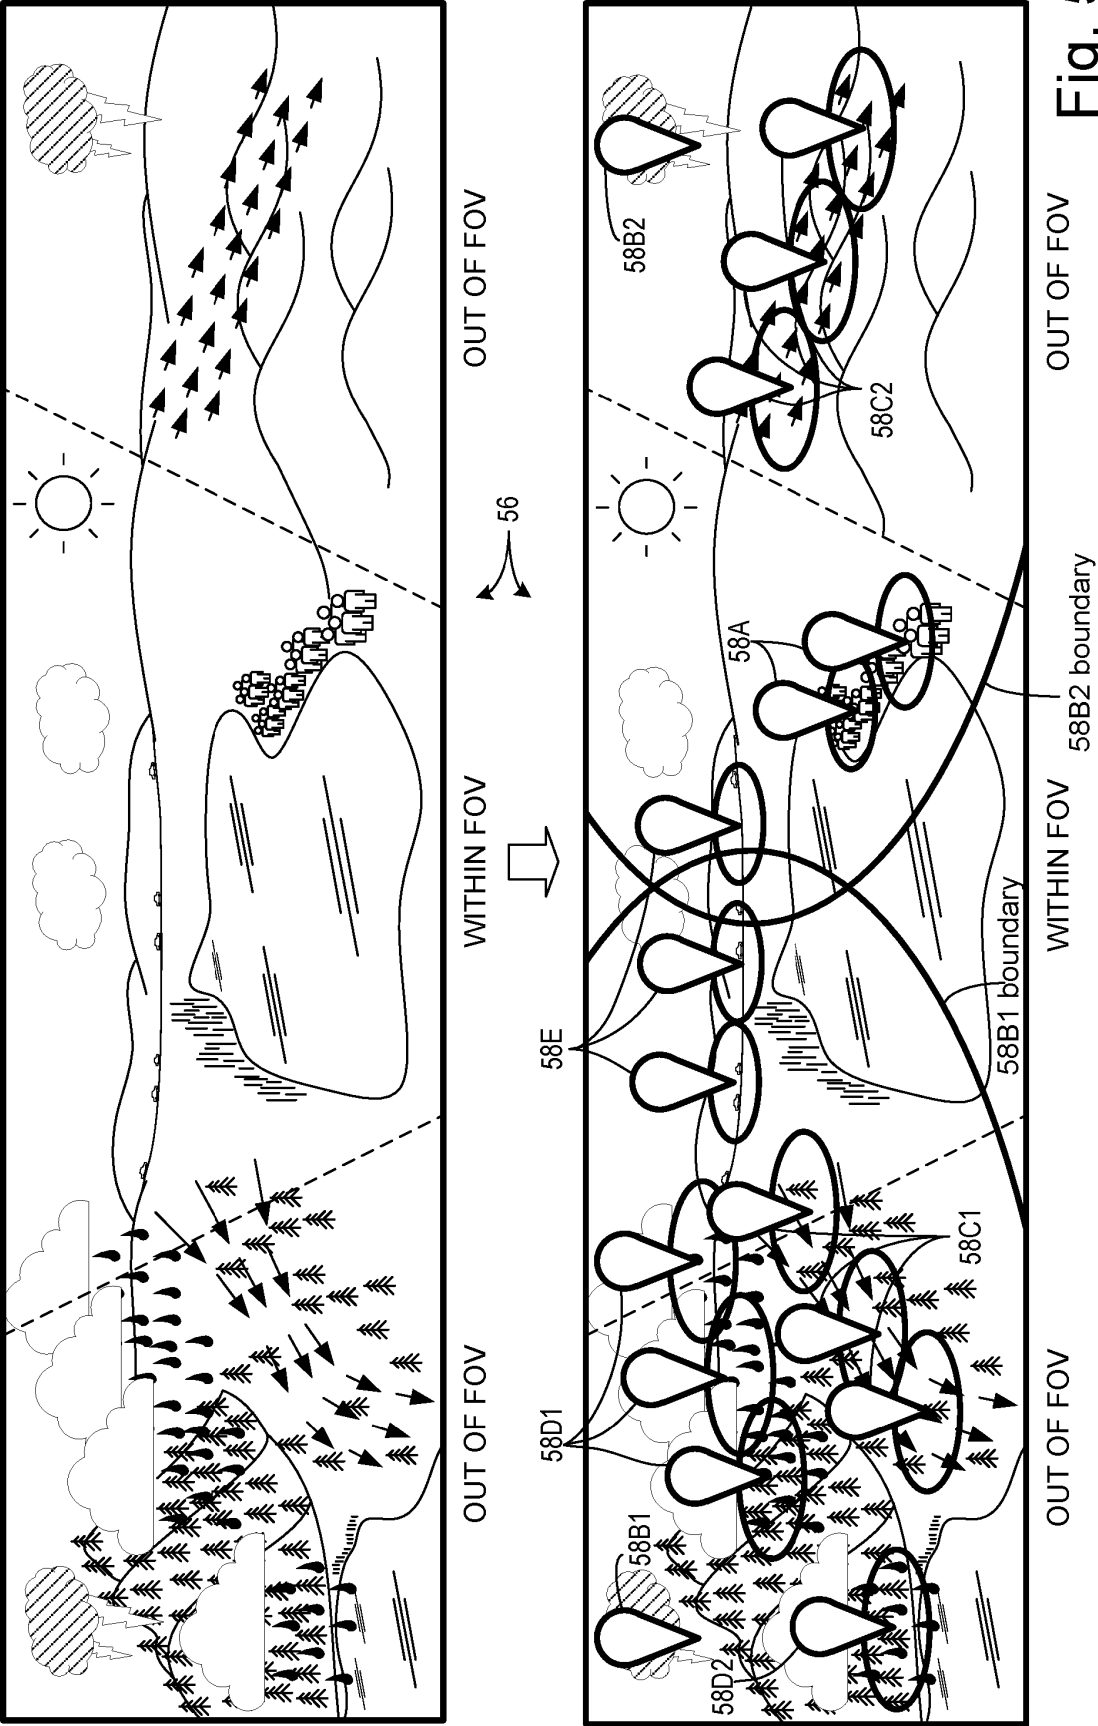 OUT OF FOV
WITHIN FOV
OUT OF FOV
56
58D1
58E
58B1
58B2
58D2
58A
58C2
58C1
58B1 boundary
58B2 boundary
OUT OF FOV
WITHIN FOV
OUT OF FOV
Fig.